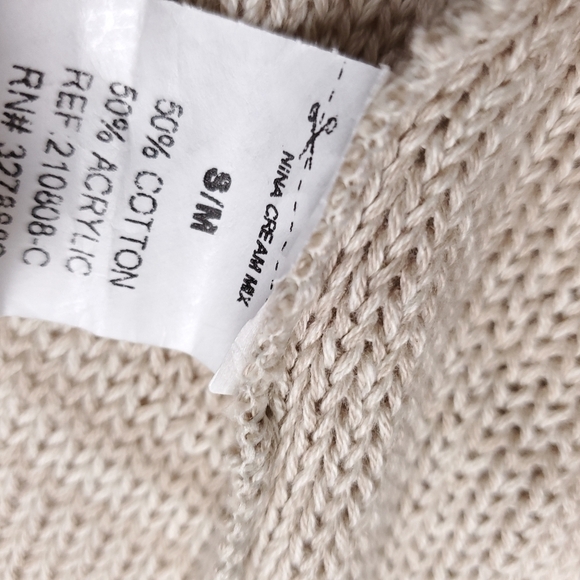 NINA CREAM MIX
S/M
50% COTTON
50% ACRYLIC
REF.210808-C
RN#